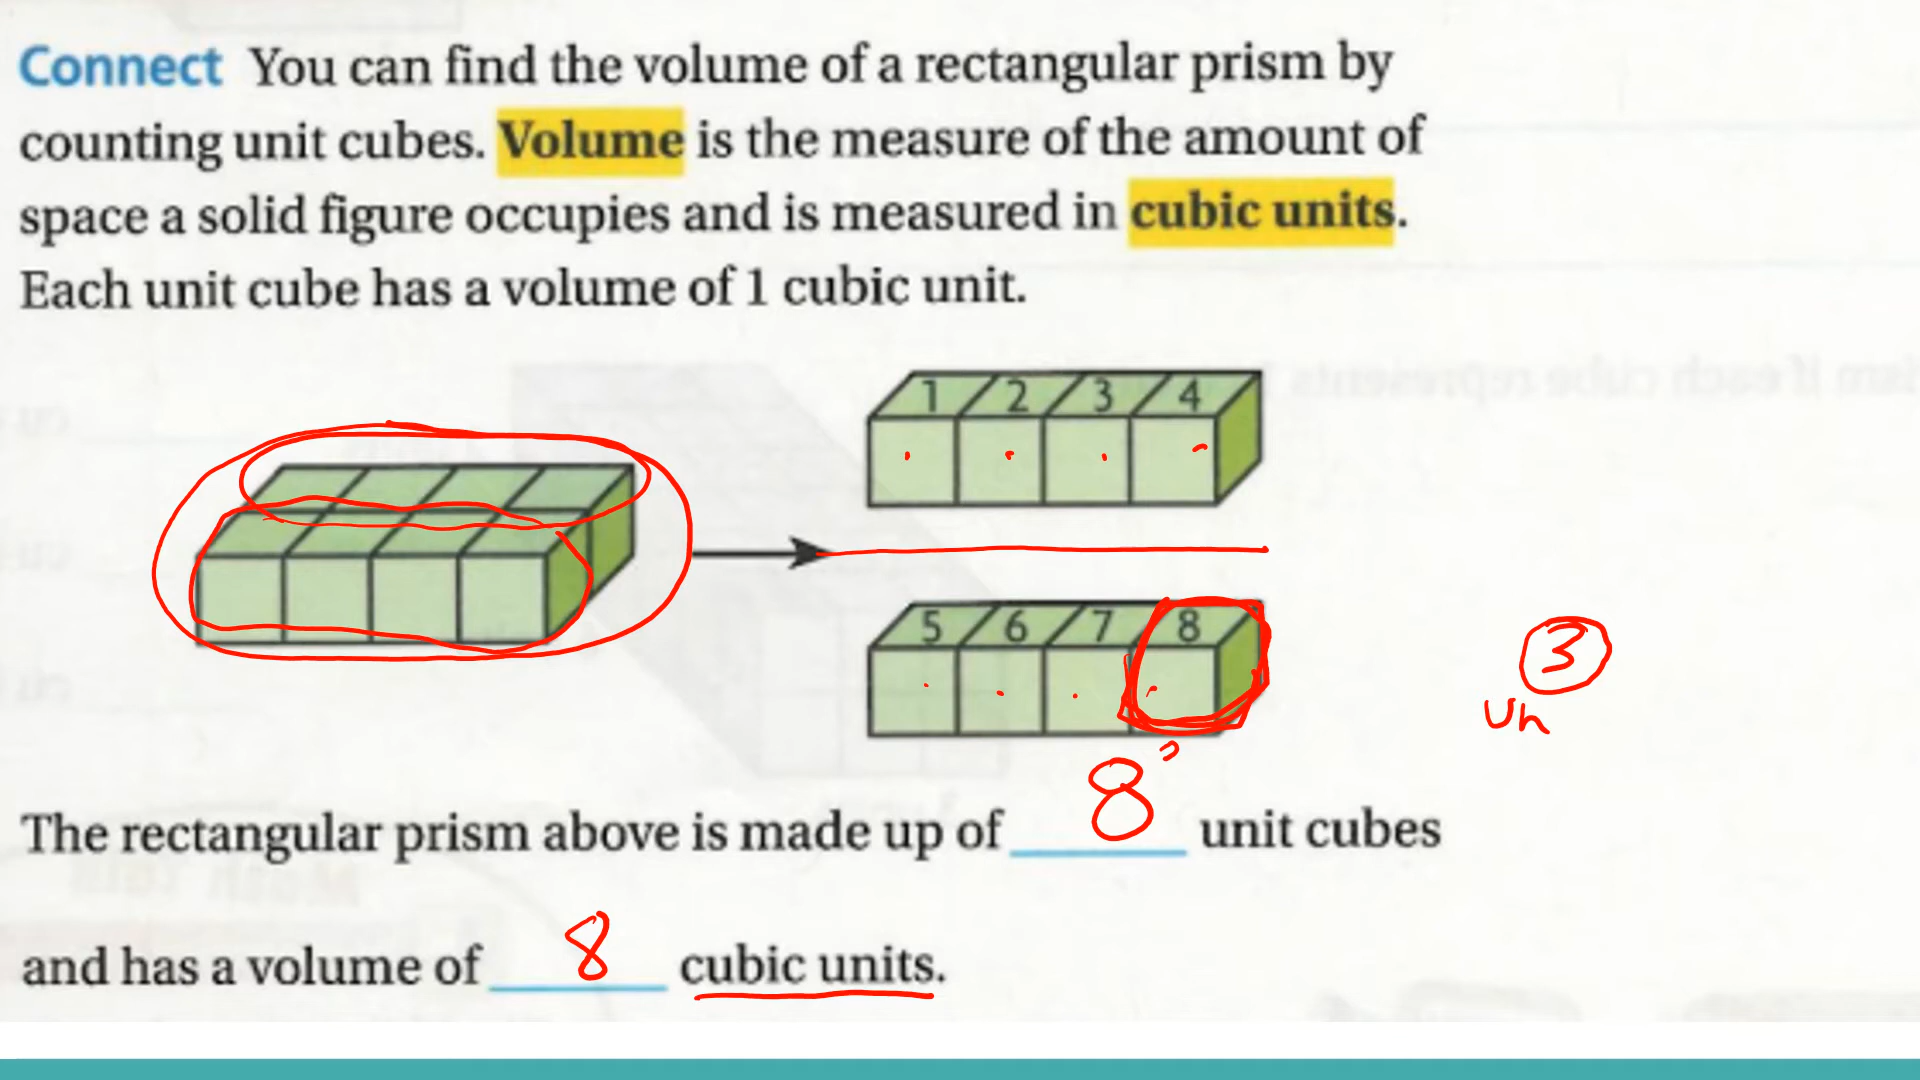 Connect You can find the volume of a rectangular prism by
counting unit cubes. Volume is the measure of the amount of
space a solid figure occupies and is measured in cubic units.
Each unit cube has a volume of 1 cubic unit.
1 2 3 4
5 6 7 8
3
un
The rectangular prism above is made up of 8 unit cubes
and has a volume of 8 cubic units.